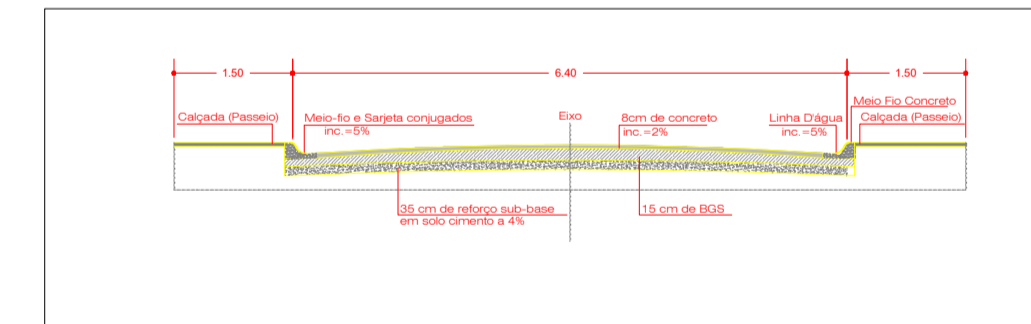 1.50
6.40
1.50
Calçada (Passeio)
Meio-fio e Sarjeta conjugados
inc.=5%
Eixo
8cm de concreto
inc.=2%
Linha D'água
inc.=5%
Meio Fio Concreto
Calçada (Passeio)
35 cm de reforço sub-base
em solo cimento a 4%
15 cm de BGS